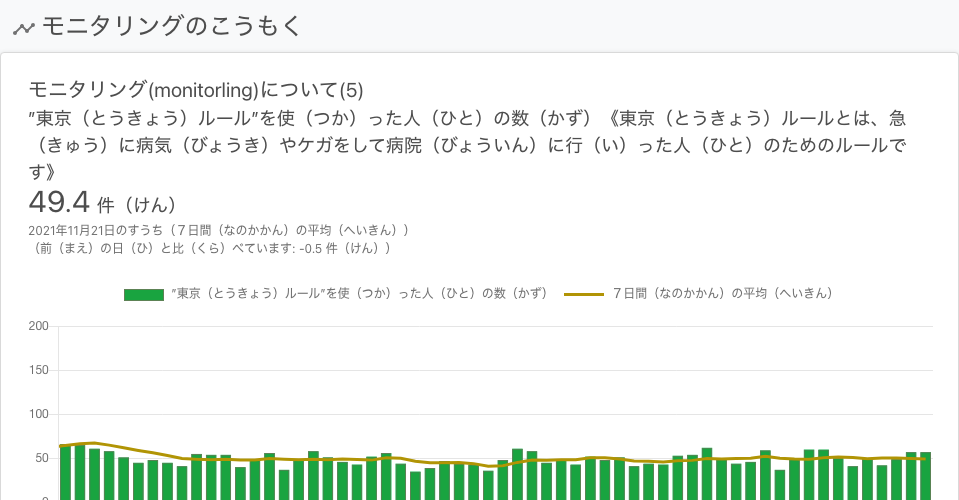 モニタリングのこうもく
モニタリング(monitorling)について(5)
”東京（とうきょう）ルール”を使（つか）った人（ひと）の数（かず）《東京（とうきょう）ルールとは、急
（きゅう）に病気（びょうき）やケガをして病院（びょういん）に行（い）った人（ひと）のためのルールで
す》
49.4 件（けん）
2021年11月21日のすうち（７日間（なのかかん）の平均（へいきん））
（前（まえ）の日（ひ）と比（くら）べています: -0.5 件（けん））
”東京（とうきょう）ルール”を使（つか）った人（ひと）の数（かず） ７日間（なのかかん）の平均（へいきん）
200
150
100
50
0